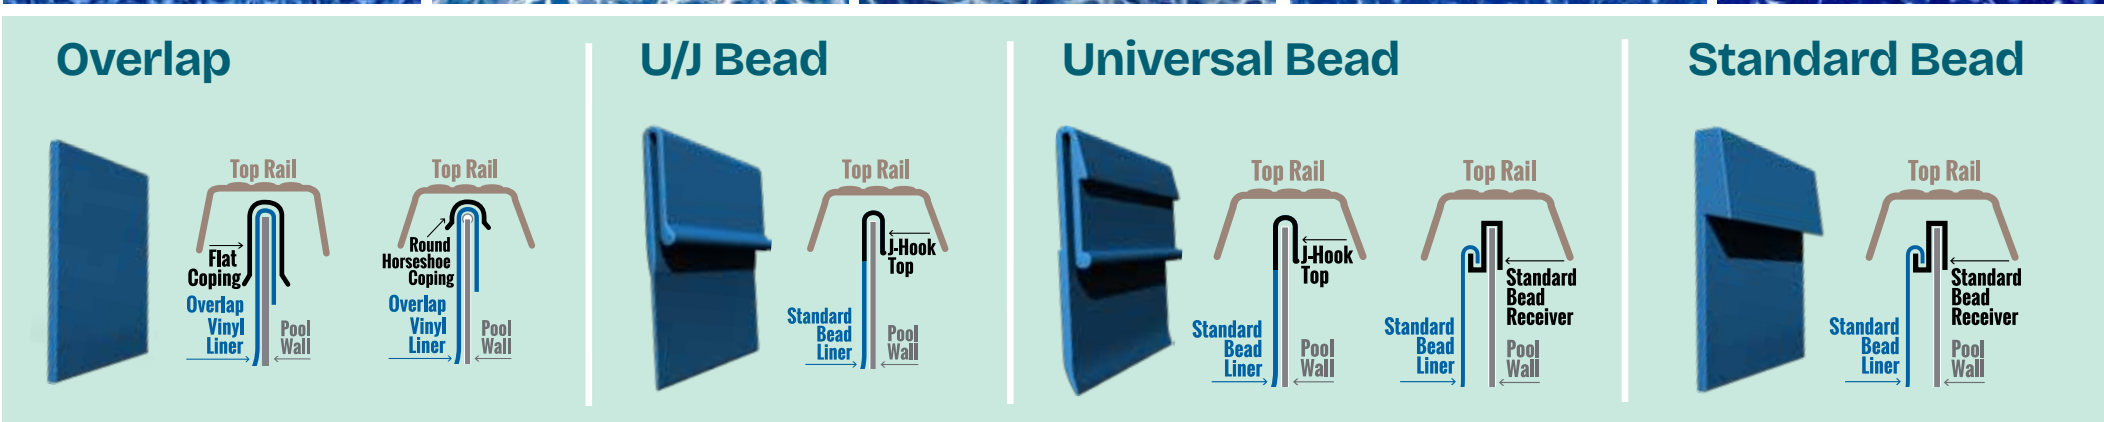 Overlap
Top Rail
Flat
Coping
Overlap
Vinyl
Liner
Pool
Wall
Top Rail
Round
Horseshoe
Coping
Overlap
Vinyl
Liner
Pool
Wall
U/J Bead
Top Rail
J-Hook
Top
Standard
Bead
Liner
Pool
Wall
Universal Bead
Top Rail
J-Hook
Top
Standard
Bead
Liner
Pool
Wall
Top Rail
Standard
Bead
Receiver
Standard
Bead
Liner
Pool
Wall
Standard Bead
Top Rail
Standard
Bead
Receiver
Standard
Bead
Liner
Pool
Wall